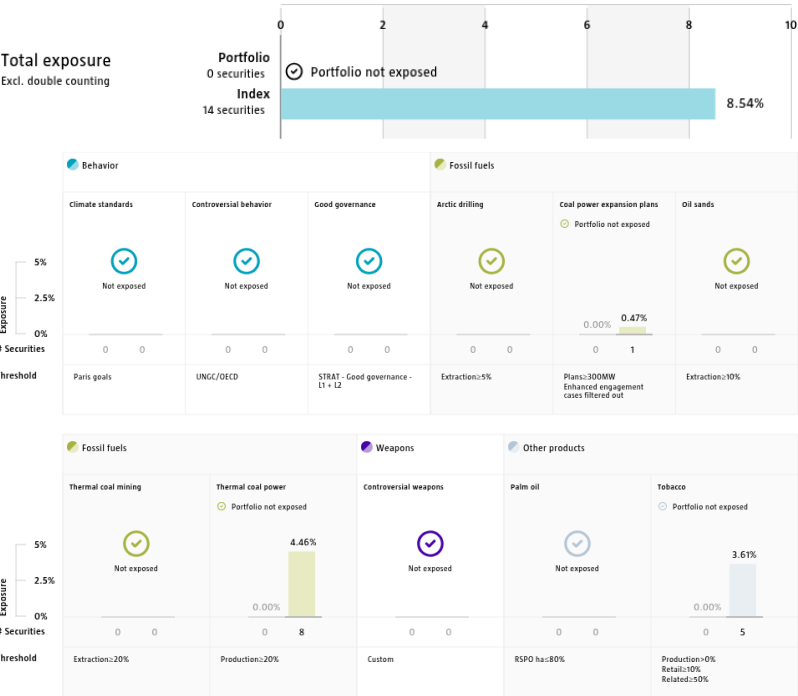 0 2 4 6 8 10
Total exposure
Excl. double counting
Portfolio
0 securities
Portfolio not exposed
Index
14 securities
8.54%
Behavior
Fossil fuels
Climate standards
Controversial behavior
Good governance
Arctic drilling
Coal power expansion plans
Oil sands
Portfolio not exposed
5%
2.5%
0%
Exposure
Not exposed
Not exposed
Not exposed
Not exposed
0.00%
0.47%
Not exposed
# Securities
0 0
0 0
0 0
0 0
0 1
0 0
hreshold
Paris goals
UNGC/OECD
STRAT - Good governance -
L1 + L2
Extraction≥5%
Plans≥300MW
Enhanced engagement
cases filtered out
Extraction≥10%
Fossil fuels
Weapons
Other products
Thermal coal mining
Thermal coal power
Controversial weapons
Palm oil
Tobacco
Portfolio not exposed
Portfolio not exposed
5%
2.5%
0%
Exposure
Not exposed
0.00%
4.46%
Not exposed
Not exposed
0.00%
3.61%
# Securities
0 0
0 8
0 0
0 0
0 5
hreshold
Extraction≥20%
Production≥20%
Custom
RSPO ha≤80%
Production>0%
Retail≥10%
Related≥50%